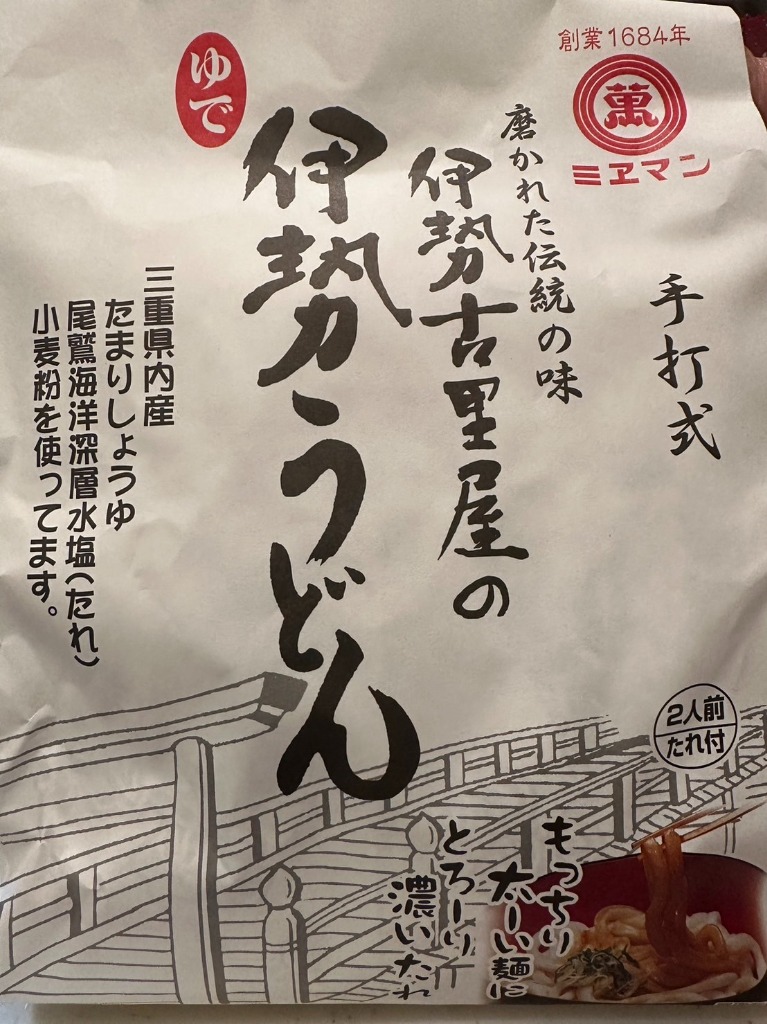 創業1684年
萬
ミヱマン
手打式
磨かれた伝統の味
伊勢古里屋の
伊勢うどん
ゆで
三重県内産
たまりしょうゆ
尾鷲海洋深層水塩(たれ)
小麦粉を使ってます。
2人前
たれ付
もっちり
太ーい麺に
とろーり
濃いたれ